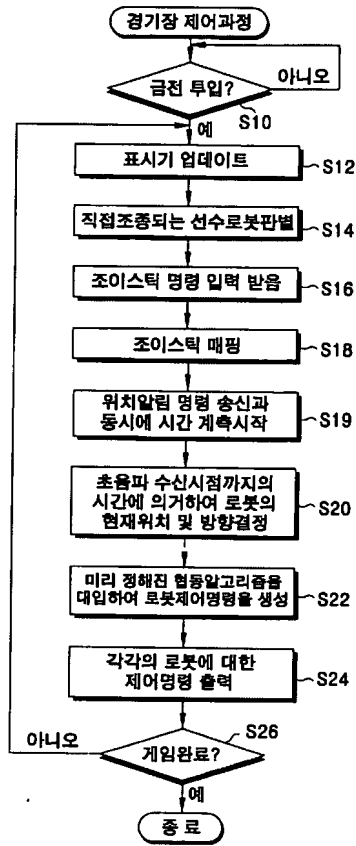 경기장 제어과정
금전 투입?
아니오
S10
예
표시기 업데이트
S12
직접조종되는 선수로봇판별
S14
조이스틱 명령 입력 받음
S16
조이스틱 매핑
S18
위치알림 명령 송신과
동시에 시간 계측시작
S19
초음파 수신시점까지의
시간에 의거하여 로봇의
현재위치 및 방향결정
S20
미리 정해진 협동알고리즘을
대입하여 로봇제어명령을 생성
S22
각각의 로봇에 대한
제어명령 출력
S24
S26
아니오
게임완료?
예
종료